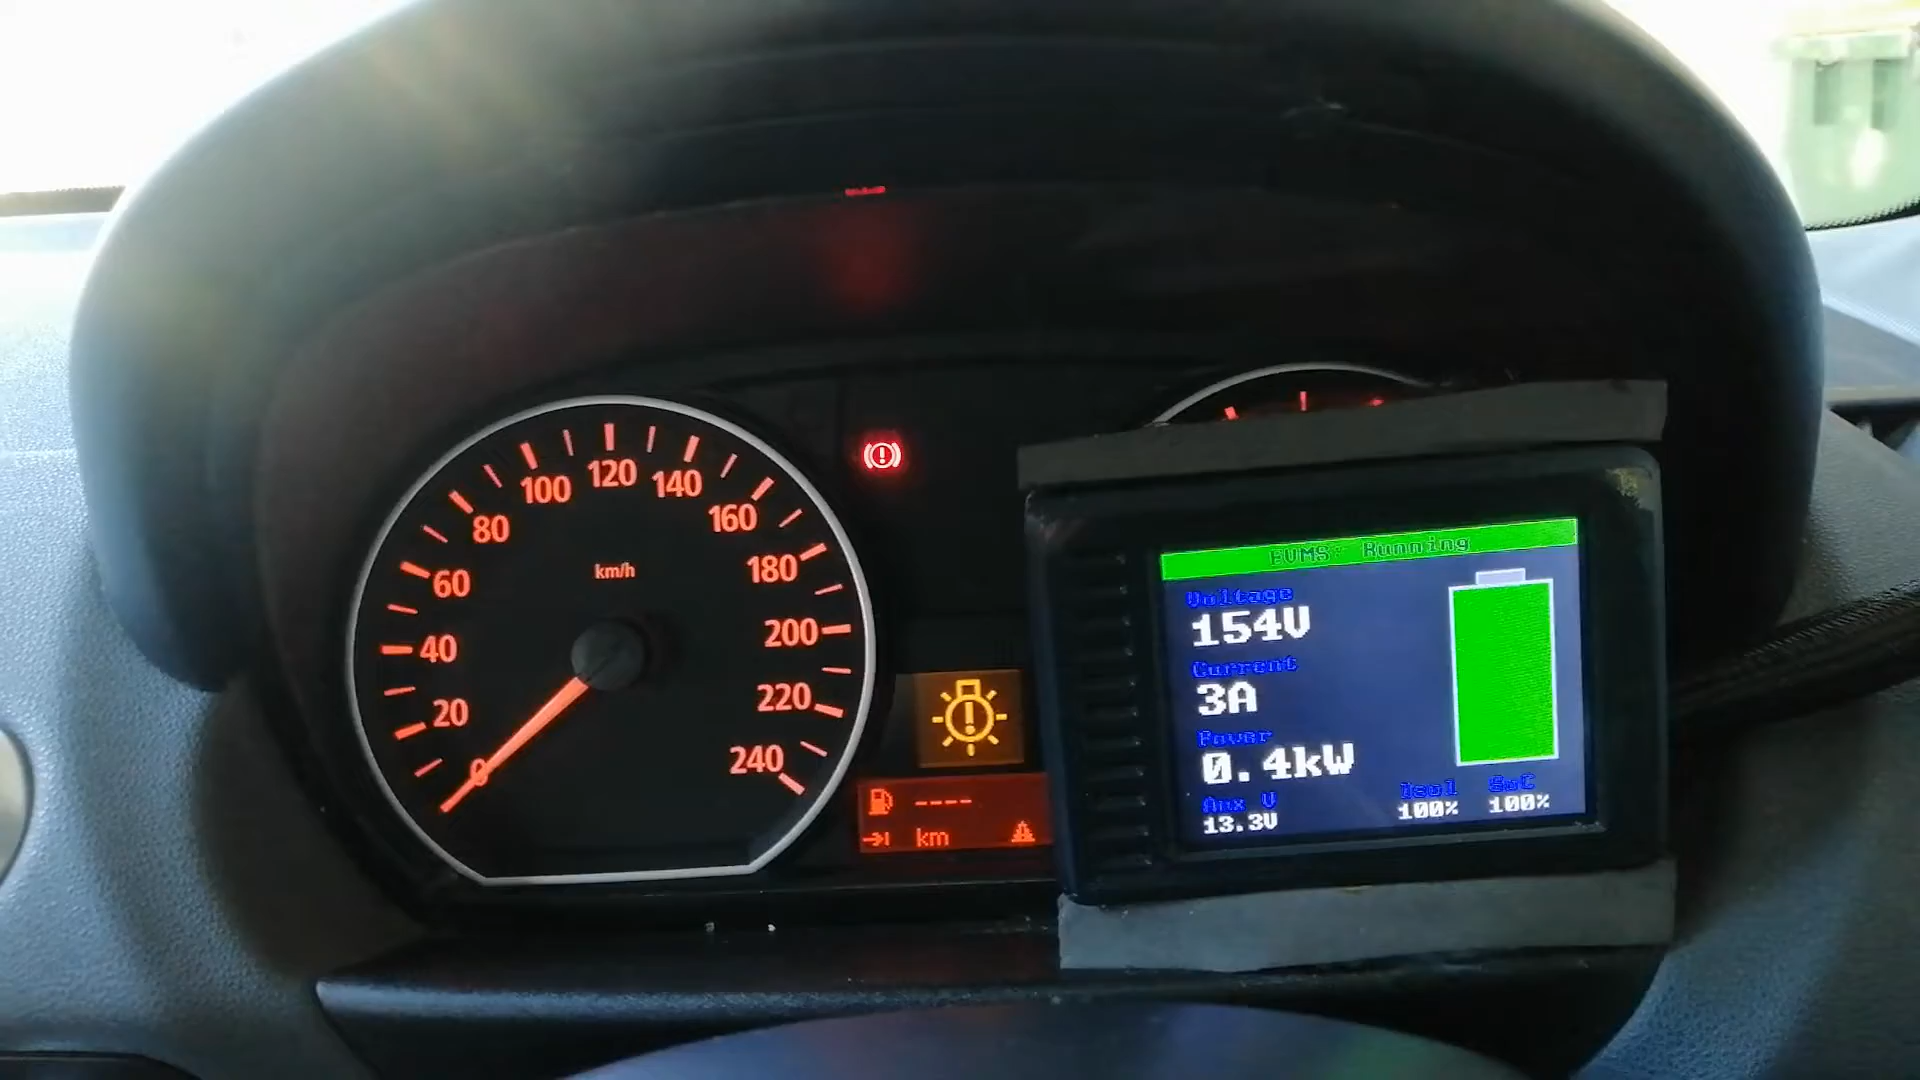 0
20
40
60
80
100
120
140
160
180
200
220
240
km/h
----
km
EVMS: Running
Voltage
154V
Current
3A
Power
0.4kW
Aux V
13.3V
Isol
100%
SoC
100%